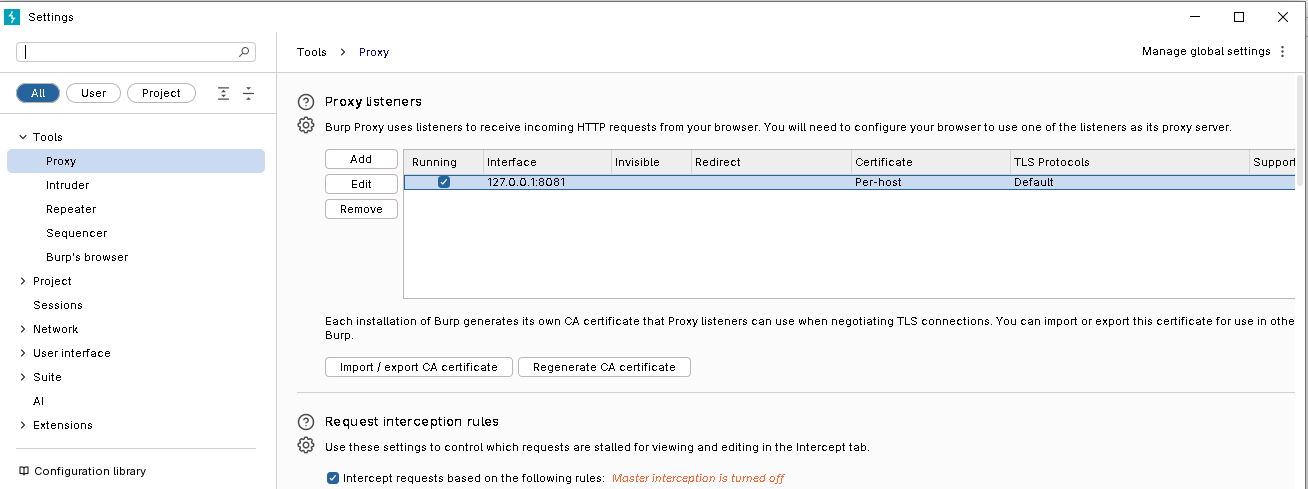 Settings
Tools > Proxy
Manage global settings
All
User
Project
Tools
Proxy
Intruder
Repeater
Sequencer
Burp's browser
Project
Sessions
Network
User interface
Suite
AI
Extensions
Configuration library
Proxy listeners
Burp Proxy uses listeners to receive incoming HTTP requests from your browser. You will need to configure your browser to use one of the listeners as its proxy server.
Add
Edit
Remove
Running Interface Invisible Redirect Certificate TLS Protocols Support
127.0.0.1:8081 Per-host Default
Each installation of Burp generates its own CA certificate that Proxy listeners can use when negotiating TLS connections. You can import or export this certificate for use in othe
Burp.
Import / export CA certificate
Regenerate CA certificate
Request interception rules
Use these settings to control which requests are stalled for viewing and editing in the Intercept tab.
Intercept requests based on the following rules: Master interception is turned off